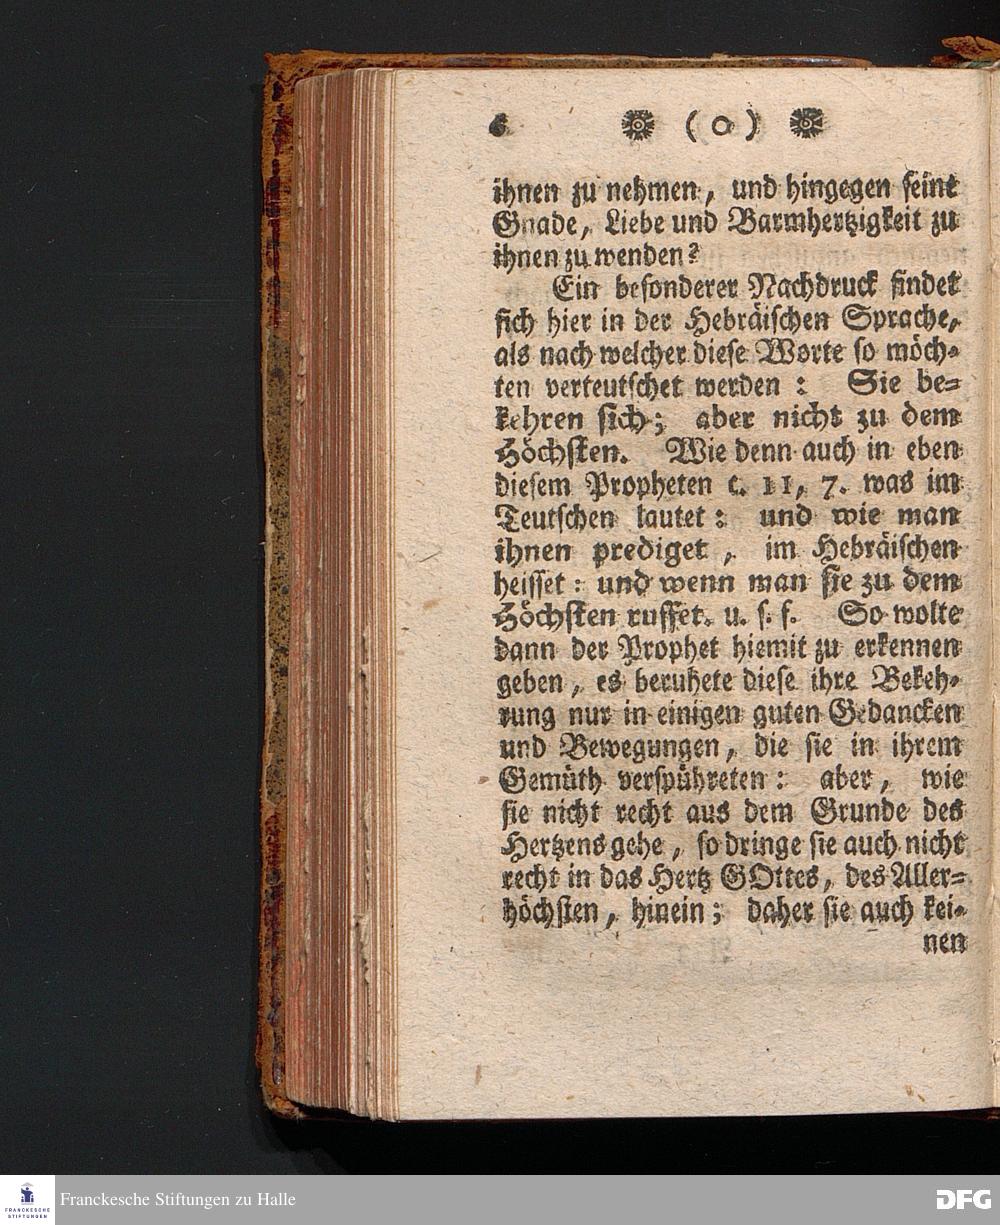 6 ❋ ( o ) ❋
ihnen zu nehmen, und hingegen seine
Gnade, Liebe und Barmhertzigkeit zu
ihnen zu wenden?
Ein besonderer Nachdruck findet
sich hier in der Hebräischen Sprache,
als nach welcher diese Worte so möch-
ten verteutschet werden: Sie be-
kehren sich; aber nicht zu dem
Höchsten. Wie denn auch in eben
diesem Propheten c. 11, 7. was im
Teutschen lautet: und wie man
ihnen prediget, im Hebräischen
heisset: und wenn man sie zu dem
Höchsten ruffet. u. s. f. So wolte
dann der Prophet hiemit zu erkennen
geben, es beruhete diese ihre Bekeh-
rung nur in einigen guten Gedancken
und Bewegungen, die sie in ihrem
Gemüth verspühreten: aber, wie
sie nicht recht aus dem Grunde des
Hertzens gehe, so dringe sie auch nicht
recht in das Hertz GOttes, des Aller-
höchsten, hinein; daher sie auch kei-
nen
FRANCKESCHE
STIFTUNGEN
Franckesche Stiftungen zu Halle
DFG